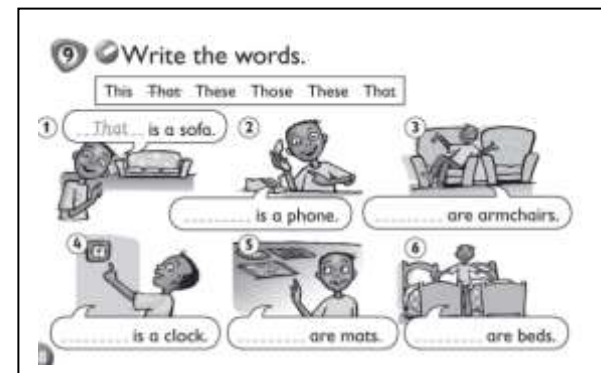 9 Write the words.
This That These Those These That
1 That is a sofa.
2 is a phone.
3 are armchairs.
4 is a clock.
5 are mats.
6 are beds.